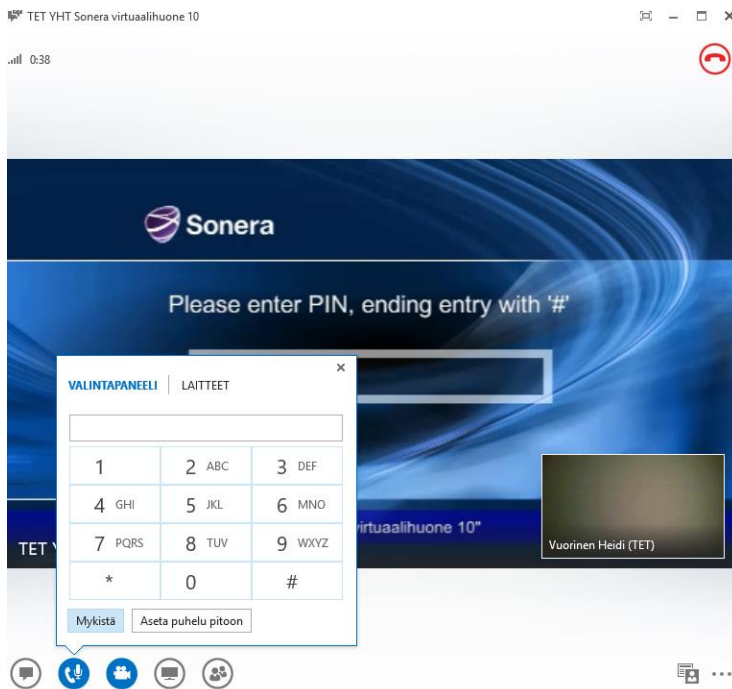 TET YHT Sonera virtuaalihuone 10
0:38
Sonera
Please enter PIN, ending entry with '#'
VALINTAPANEELI LAITTEET
1 2 ABC 3 DEF
4 GHI 5 JKL 6 MNO
7 PQRS 8 TUV 9 WXYZ
* 0 #
Mykistä Aseta puhelu pitoon
virtuaalihuone 10"
TET
Vuorinen Heidi (TET)